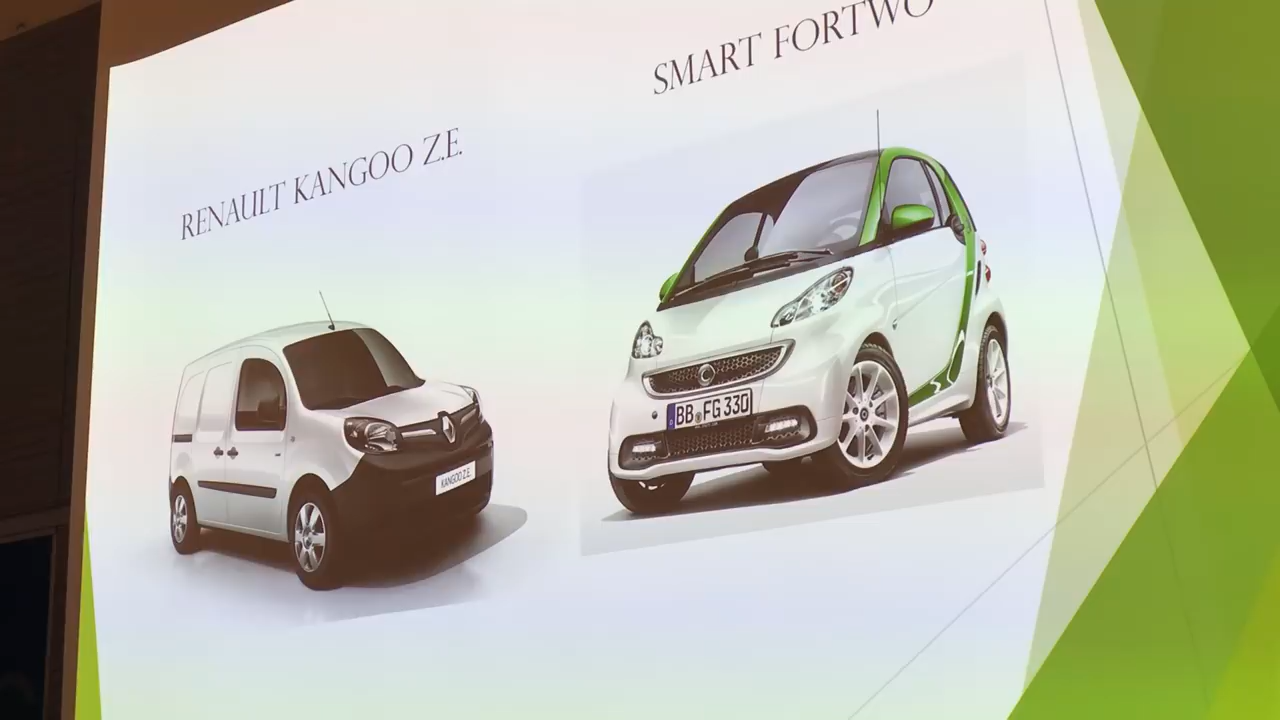 SMART FORTWO
RENAULT KANGOO Z.E.
BB FG 330
KANGOO Z.E.